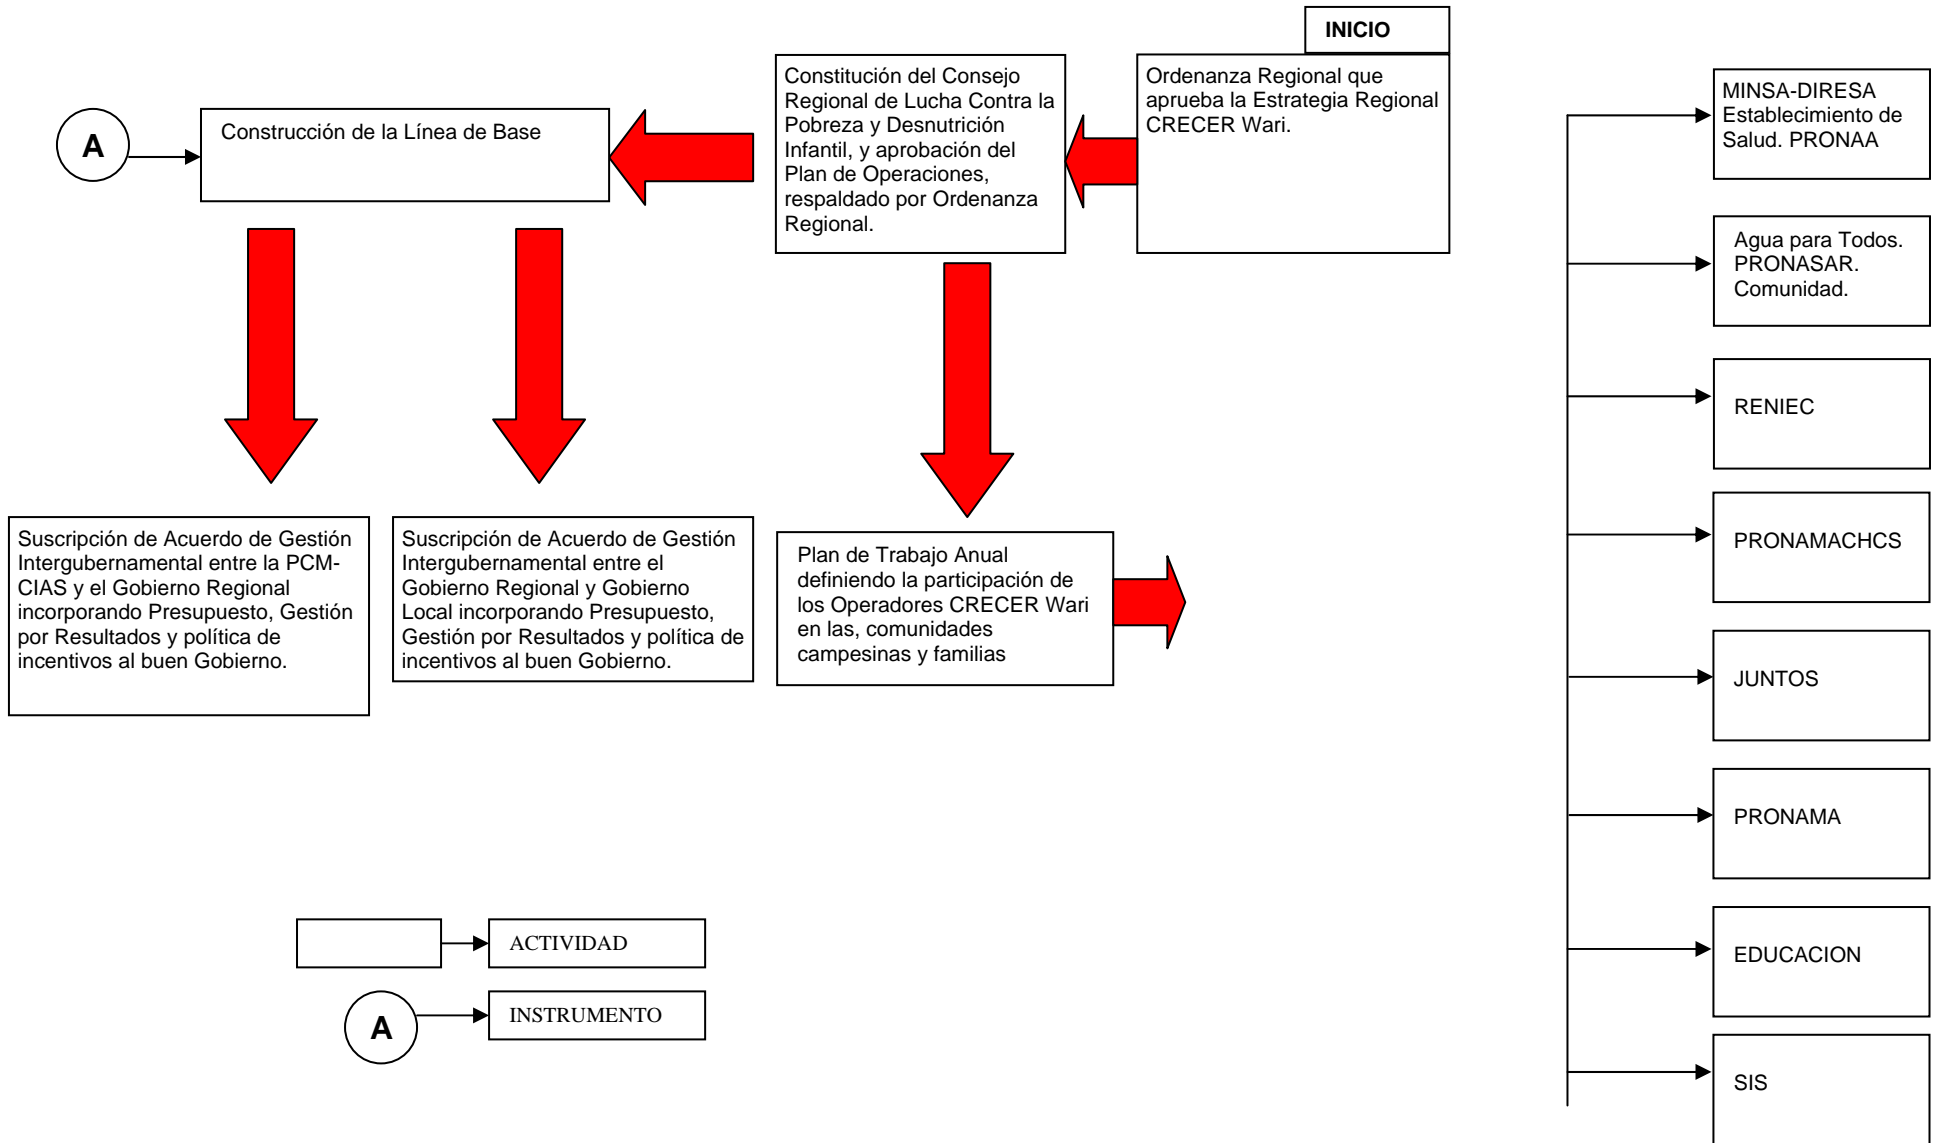 INICIO
Ordenanza Regional que
aprueba la Estrategia Regional
CRECER Wari.
Constitución del Consejo
Regional de Lucha Contra la
Pobreza y Desnutrición
Infantil, y aprobación del
Plan de Operaciones,
respaldado por Ordenanza
Regional.
A
Construcción de la Línea de Base
Suscripción de Acuerdo de Gestión
Intergubernamental entre la PCM-
CIAS y el Gobierno Regional
incorporando Presupuesto, Gestión
por Resultados y política de
incentivos al buen Gobierno.
Suscripción de Acuerdo de Gestión
Intergubernamental entre el
Gobierno Regional y Gobierno
Local incorporando Presupuesto,
Gestión por Resultados y política de
incentivos al buen Gobierno.
Plan de Trabajo Anual
definiendo la participación de
los Operadores CRECER Wari
en las, comunidades
campesinas y familias
MINSA-DIRESA
Establecimiento de
Salud. PRONAA
Agua para Todos.
PRONASAR.
Comunidad.
RENIEC
PRONAMACHCS
JUNTOS
PRONAMA
EDUCACION
SIS
ACTIVIDAD
A
INSTRUMENTO